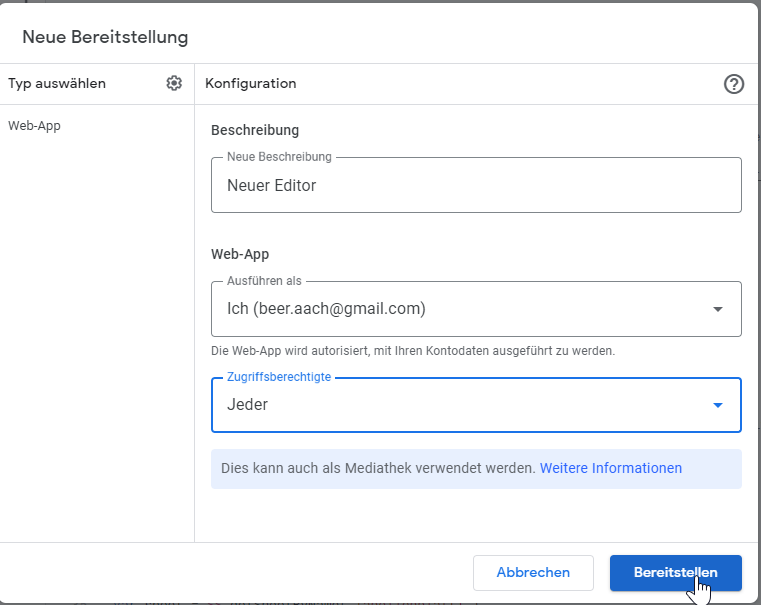 Neue Bereitstellung
Typ auswählen
Konfiguration
Web-App
Beschreibung
Neue Beschreibung
Neuer Editor
Web-App
Ausführen als
Ich (beer.aach@gmail.com)
Die Web-App wird autorisiert, mit Ihren Kontodaten ausgeführt zu werden.
Zugriffsberechtigte
Jeder
Dies kann auch als Mediathek verwendet werden. Weitere Informationen
Abbrechen
Bereitstellen